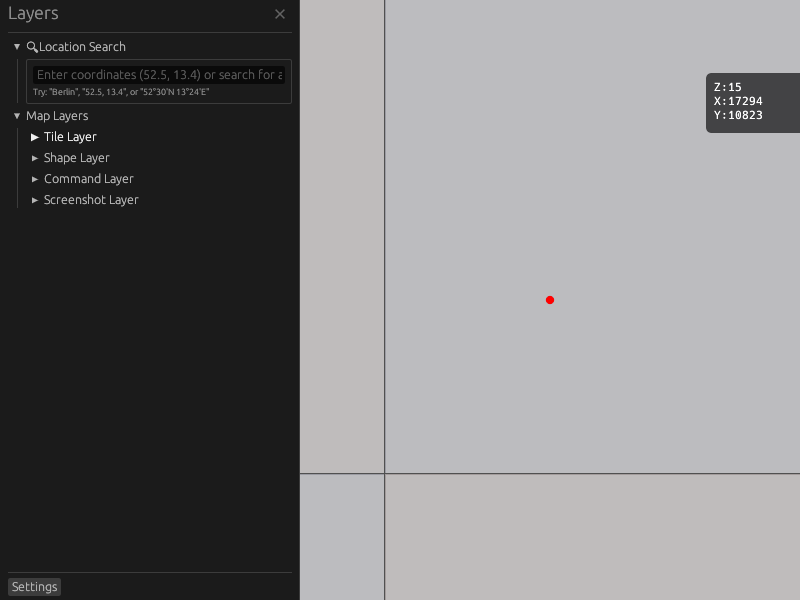 Layers
Location Search
Enter coordinates (52.5, 13.4) or search for a
Try: "Berlin", "52.5, 13.4", or "52°30'N 13°24'E"
Map Layers
Tile Layer
Shape Layer
Command Layer
Screenshot Layer
Settings
Z:15
X:17294
Y:10823